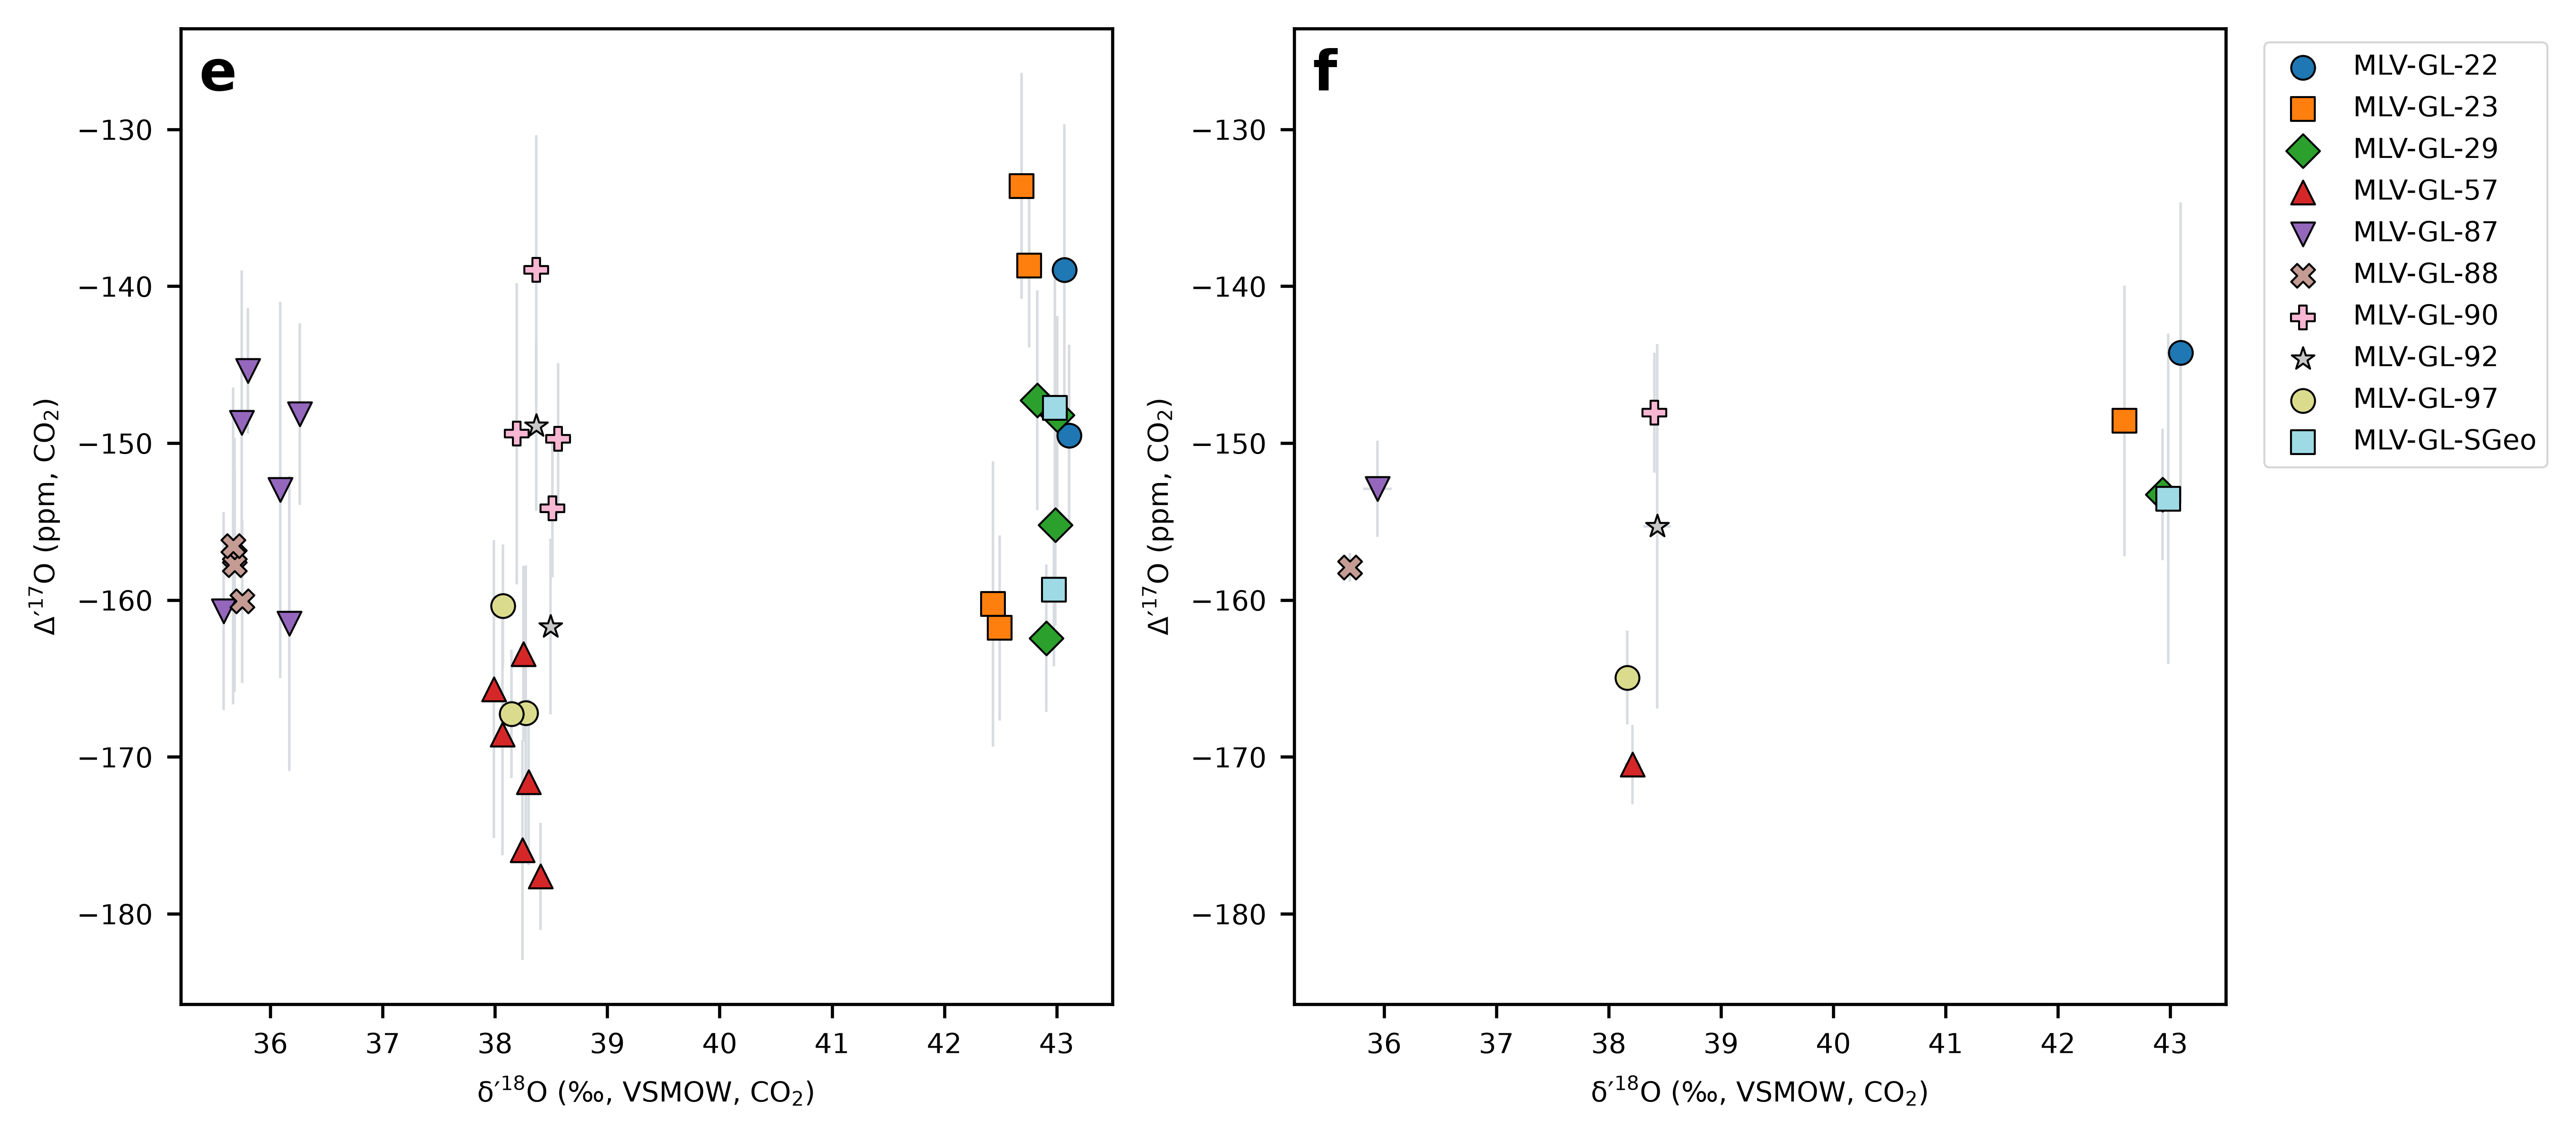 e
−130
−140
−150
−160
−170
−180
Δ′¹⁷O (ppm, CO₂)
36 37 38 39 40 41 42 43
δ′¹⁸O (‰, VSMOW, CO₂)
f
−130
−140
−150
−160
−170
−180
Δ′¹⁷O (ppm, CO₂)
36 37 38 39 40 41 42 43
δ′¹⁸O (‰, VSMOW, CO₂)
MLV-GL-22
MLV-GL-23
MLV-GL-29
MLV-GL-57
MLV-GL-87
MLV-GL-88
MLV-GL-90
MLV-GL-92
MLV-GL-97
MLV-GL-SGeo